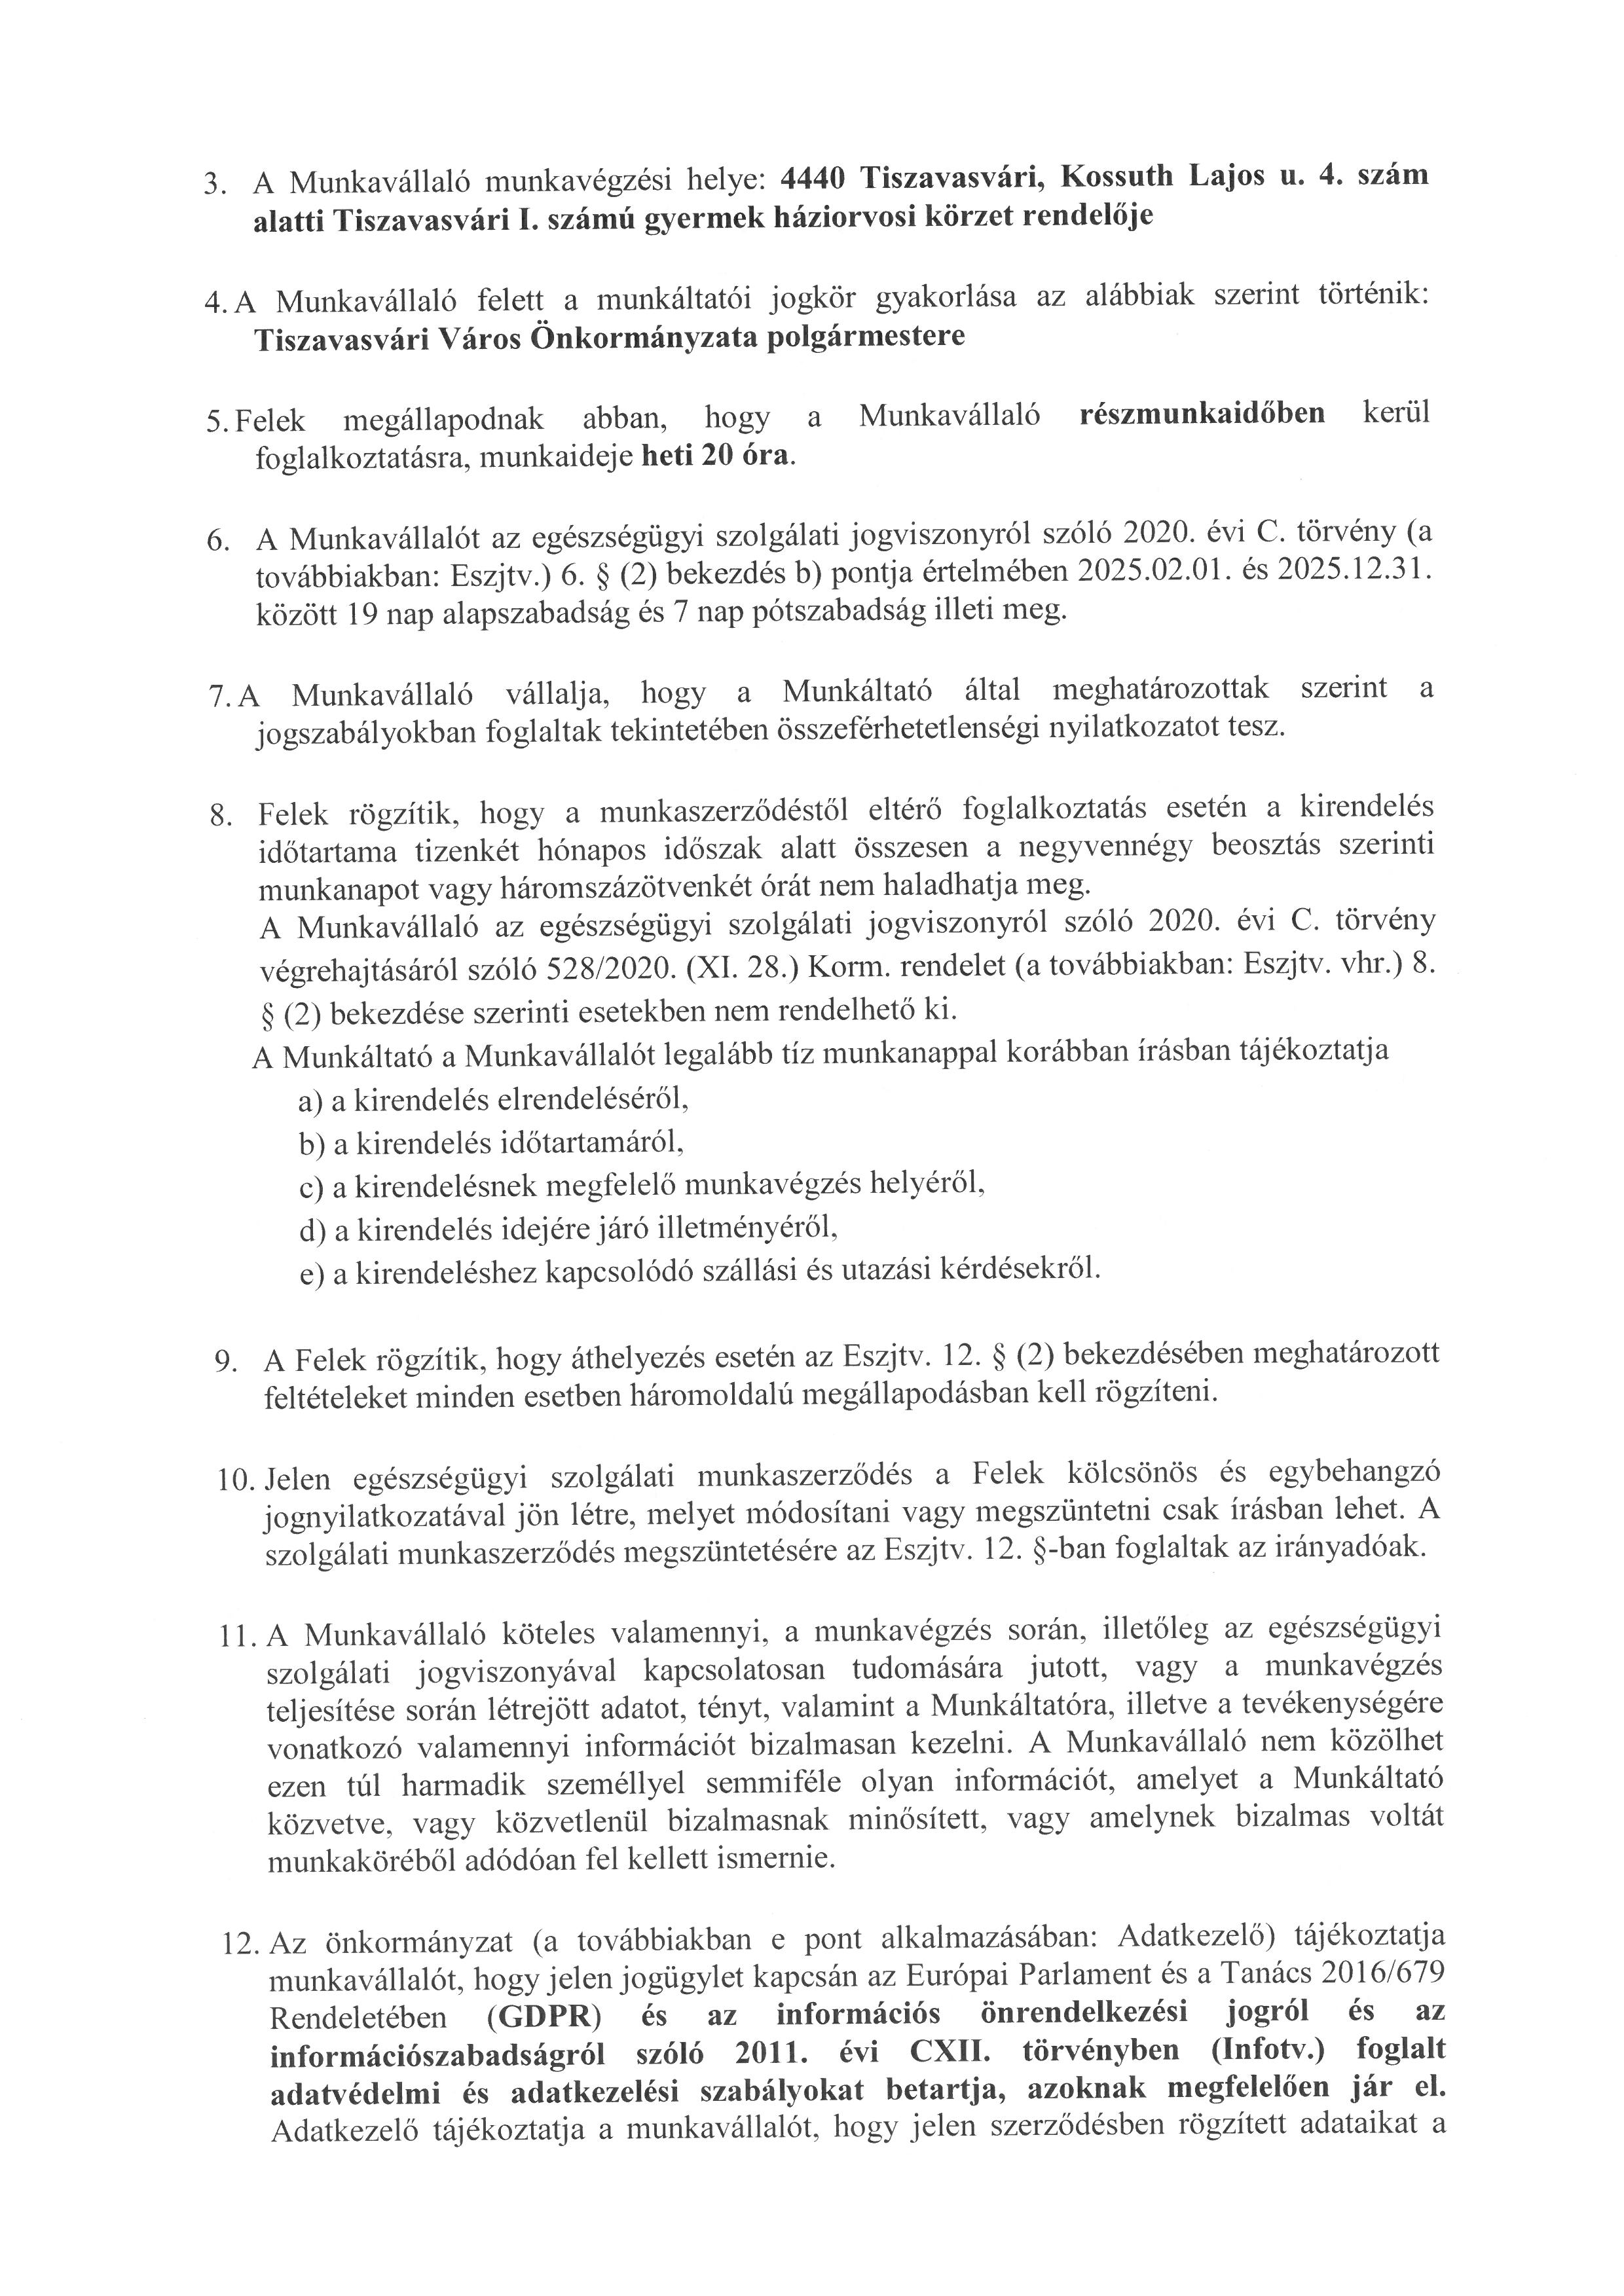 3. A Munkavállaló munkavégzési helye: 4440 Tiszavasvári, Kossuth Lajos u. 4. szám
alatti Tiszavasvári I. számú gyermek háziorvosi körzet rendelője
4. A Munkavállaló felett a munkáltatói jogkör gyakorlása az alábbiak szerint történik:
Tiszavasvári Város Önkormányzata polgármestere
5. Felek megállapodnak abban, hogy a Munkavállaló részmunkaidőben kerül
foglalkoztatásra, munkaideje heti 20 óra.
6. A Munkavállalót az egészségügyi szolgálati jogviszonyról szóló 2020. évi C. törvény (a
továbbiakban: Eszjtv.) 6. § (2) bekezdés b) pontja értelmében 2025.02.01. és 2025.12.31.
között 19 nap alapszabadság és 7 nap pótszabadság illeti meg.
7. A Munkavállaló vállalja, hogy a Munkáltató által meghatározottak szerint a
jogszabályokban foglaltak tekintetében összeférhetetlenségi nyilatkozatot tesz.
8. Felek rögzítik, hogy a munkaszerződéstől eltérő foglalkoztatás esetén a kirendelés
időtartama tizenkét hónapos időszak alatt összesen a negyvennégy beosztás szerinti
munkanapot vagy háromszázötvenkét órát nem haladhatja meg.
A Munkavállaló az egészségügyi szolgálati jogviszonyról szóló 2020. évi C. törvény
végrehajtásáról szóló 528/2020. (XI. 28.) Korm. rendelet (a továbbiakban: Eszjtv. vhr.) 8.
§ (2) bekezdése szerinti esetekben nem rendelhető ki.
A Munkáltató a Munkavállalót legalább tíz munkanappal korábban írásban tájékoztatja
a) a kirendelés elrendeléséről,
b) a kirendelés időtartamáról,
c) a kirendelésnek megfelelő munkavégzés helyéről,
d) a kirendelés idejére járó illetményéről,
e) a kirendeléshez kapcsolódó szállási és utazási kérdésekről.
9. A Felek rögzítik, hogy áthelyezés esetén az Eszjtv. 12. § (2) bekezdésében meghatározott
feltételeket minden esetben háromoldalú megállapodásban kell rögzíteni.
10. Jelen egészségügyi szolgálati munkaszerződés a Felek kölcsönös és egybehangzó
jognyilatkozatával jön létre, melyet módosítani vagy megszüntetni csak írásban lehet. A
szolgálati munkaszerződés megszüntetésére az Eszjtv. 12. §-ban foglaltak az irányadóak.
11. A Munkavállaló köteles valamennyi, a munkavégzés során, illetőleg az egészségügyi
szolgálati jogviszonyával kapcsolatosan tudomására jutott, vagy a munkavégzés
teljesítése során létrejött adatot, tényt, valamint a Munkáltatóra, illetve a tevékenységére
vonatkozó valamennyi információt bizalmasan kezelni. A Munkavállaló nem közölhet
ezen túl harmadik személlyel semmiféle olyan információt, amelyet a Munkáltató
közvetve, vagy közvetlenül bizalmasnak minősített, vagy amelynek bizalmas voltát
munkaköréből adódóan fel kellett ismernie.
12. Az önkormányzat (a továbbiakban e pont alkalmazásában: Adatkezelő) tájékoztatja
munkavállalót, hogy jelen jogügylet kapcsán az Európai Parlament és a Tanács 2016/679
Rendeletében (GDPR) és az információs önrendelkezési jogról és az
információszabadságról szóló 2011. évi CXII. törvényben (Infotv.) foglalt
adatvédelmi és adatkezelési szabályokat betartja, azoknak megfelelően jár el.
Adatkezelő tájékoztatja a munkavállalót, hogy jelen szerződésben rögzített adataikat a